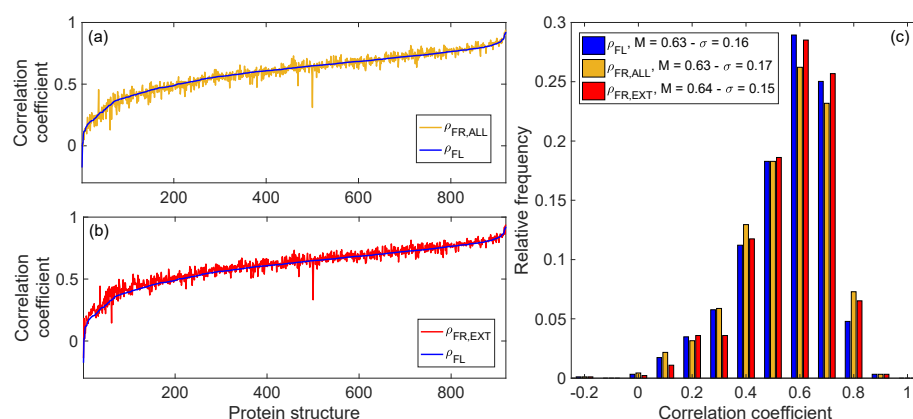 (a)
Correlation
coefficient
1
0.5
0
200
400
600
800
ρFR,ALL
ρFL
(b)
Correlation
coefficient
1
0.5
0
200
400
600
800
ρFR,EXT
ρFL
Protein structure
(c)
ρFL, M = 0.63 - σ = 0.16
ρFR,ALL, M = 0.63 - σ = 0.17
ρFR,EXT, M = 0.64 - σ = 0.15
Relative frequency
0.3
0.25
0.2
0.15
0.1
0.05
0
-0.2
0
0.2
0.4
0.6
0.8
1
Correlation coefficient